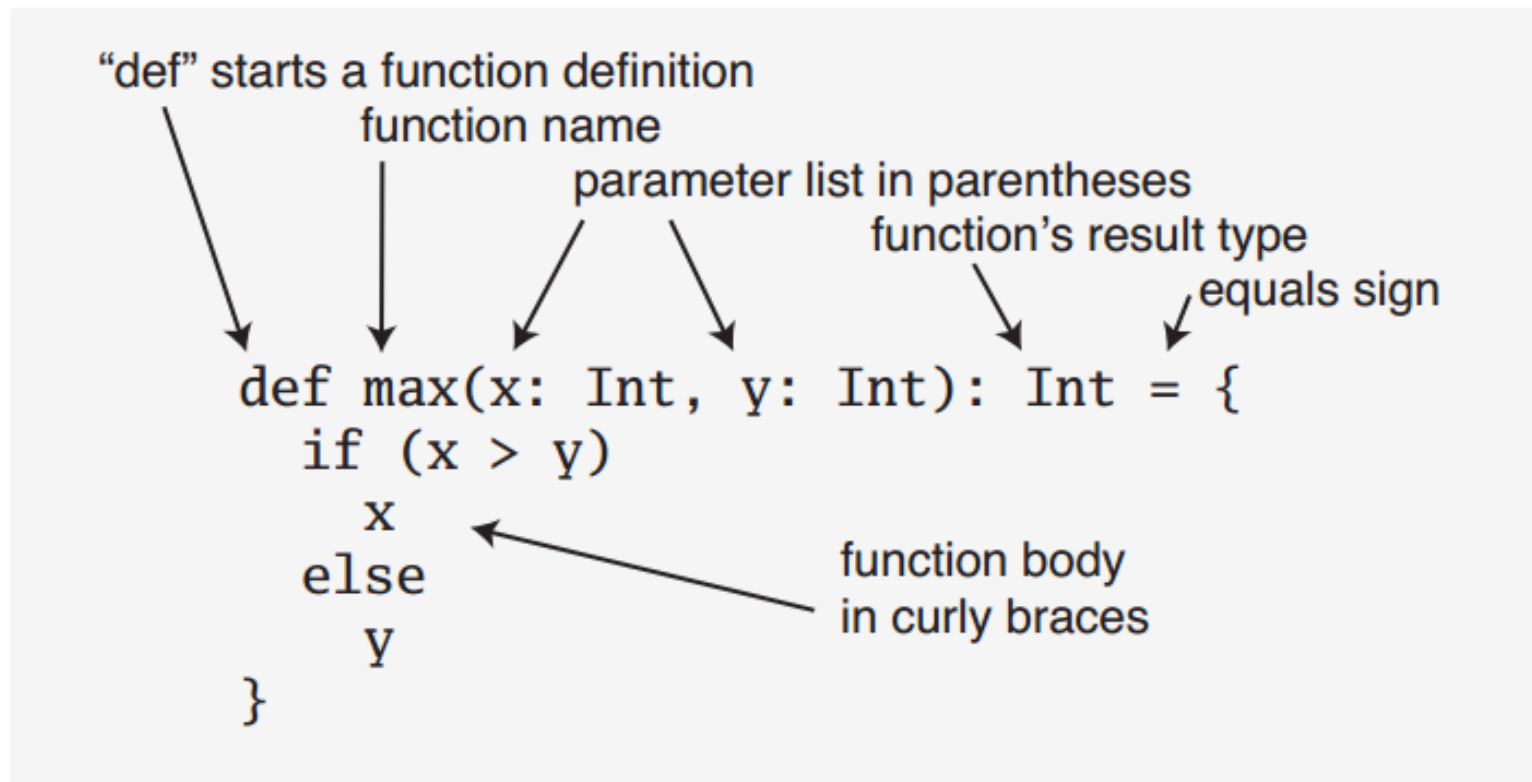 “def” starts a function definition
function name
parameter list in parentheses
function’s result type
equals sign
def max(x: Int, y: Int): Int = {
if (x > y)
x
else
y
}
function body
in curly braces